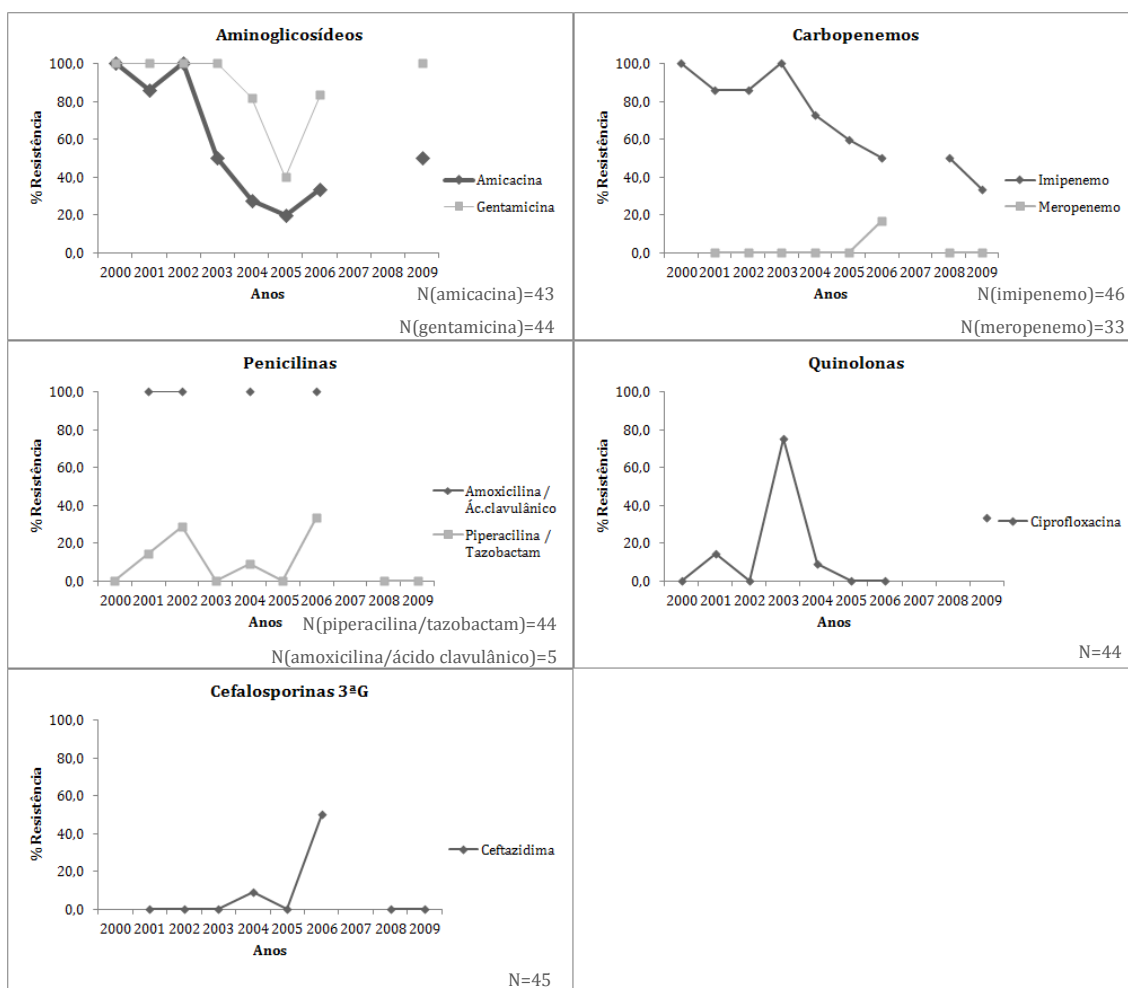 Aminoglicosídeos
% Resistência
100,0
80,0
60,0
40,0
20,0
0,0
2000 2001 2002 2003 2004 2005 2006 2007 2008 2009
Anos
Amicacina
Gentamicina
N(amicacina)=43
N(gentamicina)=44
Carbopenemos
% Resistência
100,0
80,0
60,0
40,0
20,0
0,0
2000 2001 2002 2003 2004 2005 2006 2007 2008 2009
Anos
Imipenemo
Meropenemo
N(imipenemo)=46
N(meropenemo)=33
Penicilinas
% Resistência
100,0
80,0
60,0
40,0
20,0
0,0
2000 2001 2002 2003 2004 2005 2006 2007 2008 2009
Anos
Amoxicilina /
Ác.clavulânico
Piperacilina /
Tazobactam
N(piperacilina/tazobactam)=44
N(amoxicilina/ácido clavulânico)=5
Quinolonas
% Resistência
100,0
80,0
60,0
40,0
20,0
0,0
2000 2001 2002 2003 2004 2005 2006 2007 2008 2009
Anos
Ciprofloxacina
N=44
Cefalosporinas 3ªG
% Resistência
100,0
80,0
60,0
40,0
20,0
0,0
2000 2001 2002 2003 2004 2005 2006 2007 2008 2009
Anos
Ceftazidima
N=45